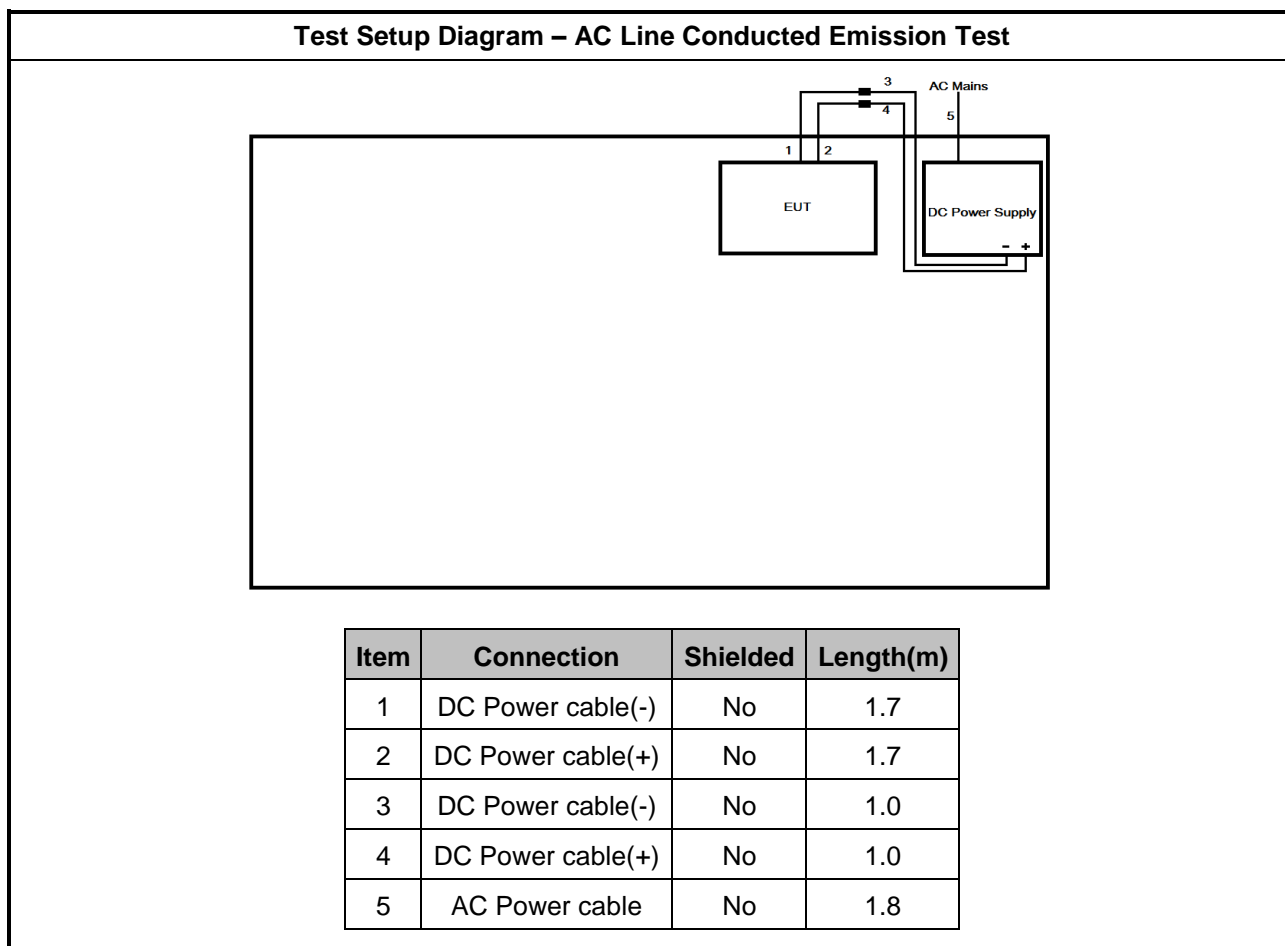 Test Setup Diagram – AC Line Conducted Emission Test
3 AC Mains
4
5
1 2
EUT
DC Power Supply
- +
Item Connection Shielded Length(m)
1 DC Power cable(-) No 1.7
2 DC Power cable(+) No 1.7
3 DC Power cable(-) No 1.0
4 DC Power cable(+) No 1.0
5 AC Power cable No 1.8